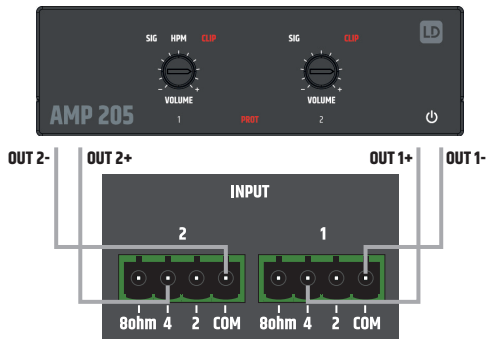 SIG HPM CLIP SIG CLIP LD
VOLUME VOLUME
AMP 205 1 PROT 2
OUT 2- OUT 2+ OUT 1+ OUT 1-
INPUT
2 1
8ohm 4 2 COM 8ohm 4 2 COM